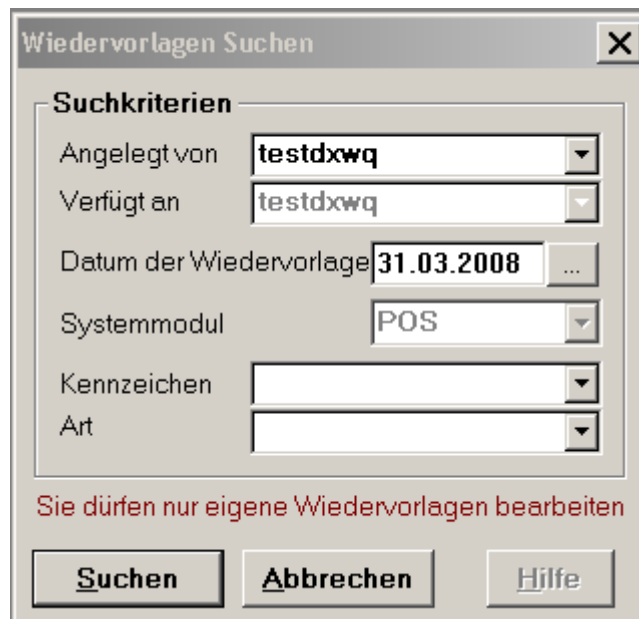 Wiedervorlagen Suchen
Suchkriterien
Angelegt von testdxwq
Verfügt an testdxwq
Datum der Wiedervorlage 31.03.2008 ...
Systemmodul POS
Kennzeichen
Art
Sie dürfen nur eigene Wiedervorlagen bearbeiten
Suchen Abbrechen Hilfe